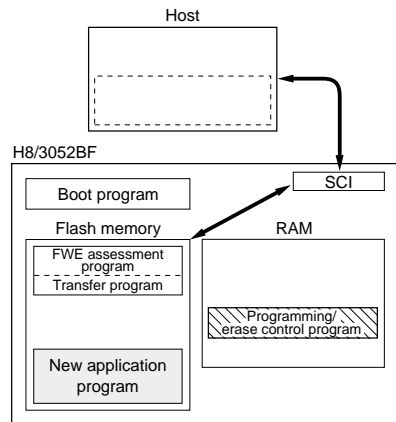 Host
H8/3052BF
SCI
Boot program
Flash memory
RAM
FWE assessment
program
Transfer program
Programming/
erase control program
New application
program